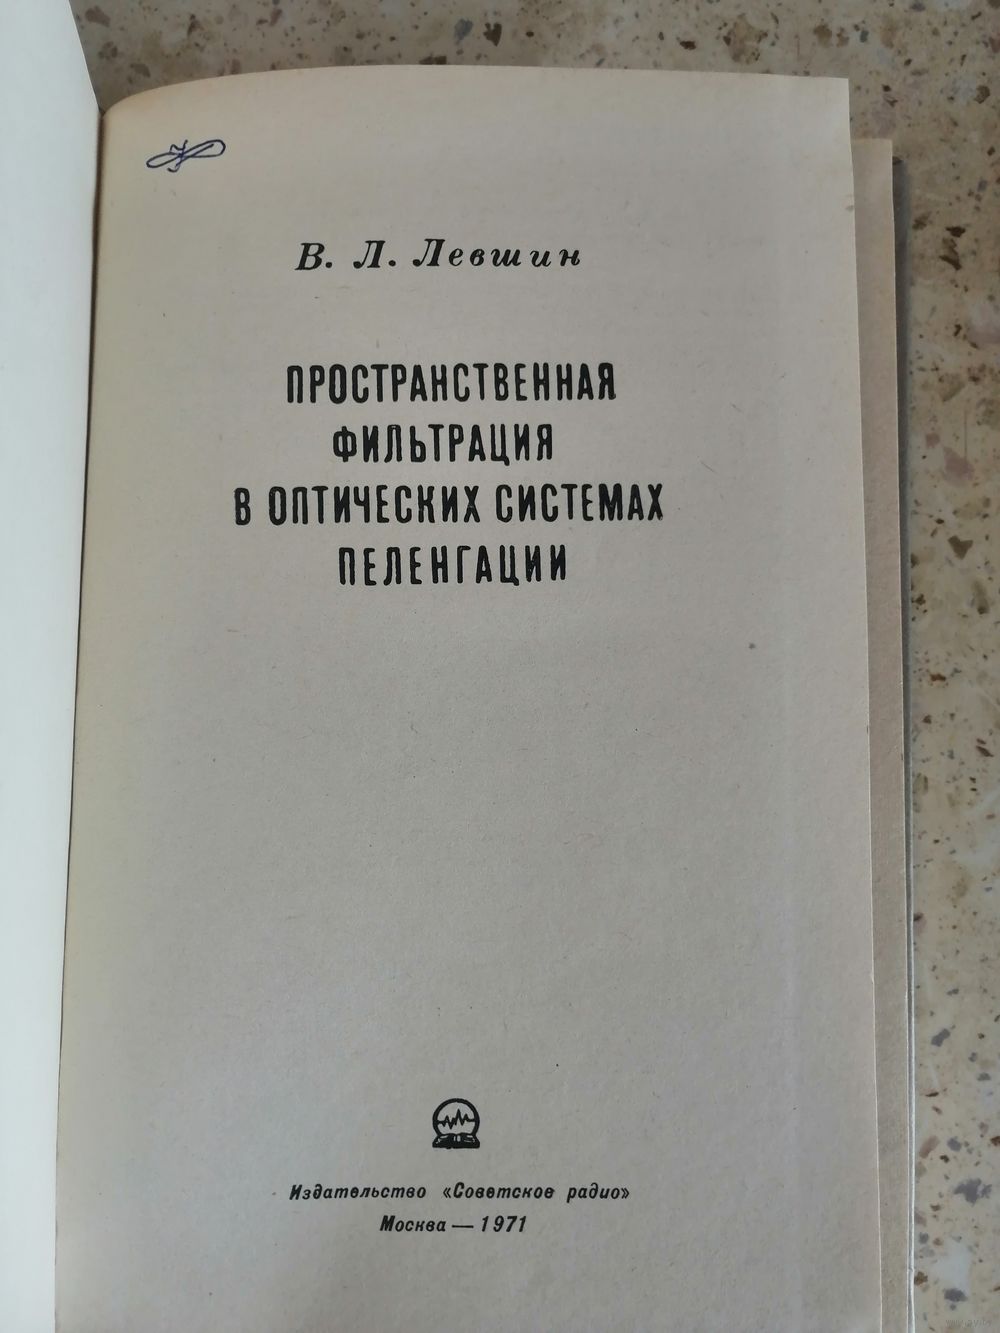 В. Л. Левшин
ПРОСТРАНСТВЕННАЯ
ФИЛЬТРАЦИЯ
В ОПТИЧЕСКИХ СИСТЕМАХ
ПЕЛЕНГАЦИИ
Издательство «Советское радио»
Москва — 1971